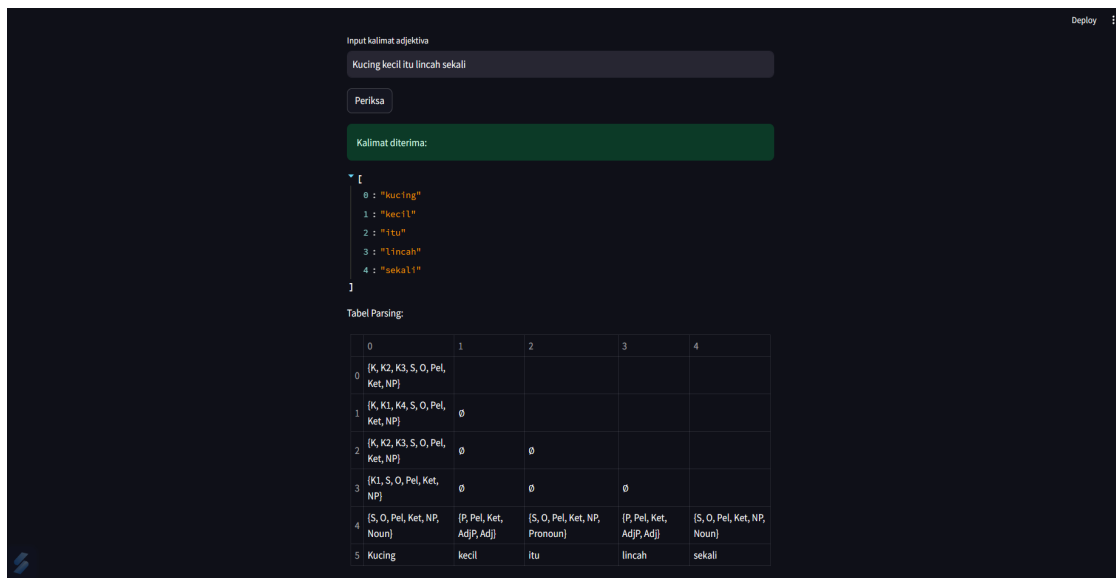 Deploy
Input kalimat adjektiva
Kucing kecil itu lincah sekali
Periksa
Kalimat diterima:
[
0 : "kucing"
1 : "kecil"
2 : "itu"
3 : "lincah"
4 : "sekali"
]
Tabel Parsing:
0 1 2 3 4
0 {K, K2, K3, S, O, Pel,
Ket, NP}
1 {K, K1, K4, S, O, Pel,
Ket, NP} Ø
2 {K, K2, K3, S, O, Pel,
Ket, NP} Ø Ø
3 {K1, S, O, Pel, Ket,
NP} Ø Ø Ø
4 {S, O, Pel, Ket, NP, {P, Pel, Ket, {S, O, Pel, Ket, NP, {P, Pel, Ket, {S, O, Pel, Ket, NP,
Noun} AdjP, Adj} Pronoun} AdjP, Adj} Noun}
5 Kucing kecil itu lincah sekali